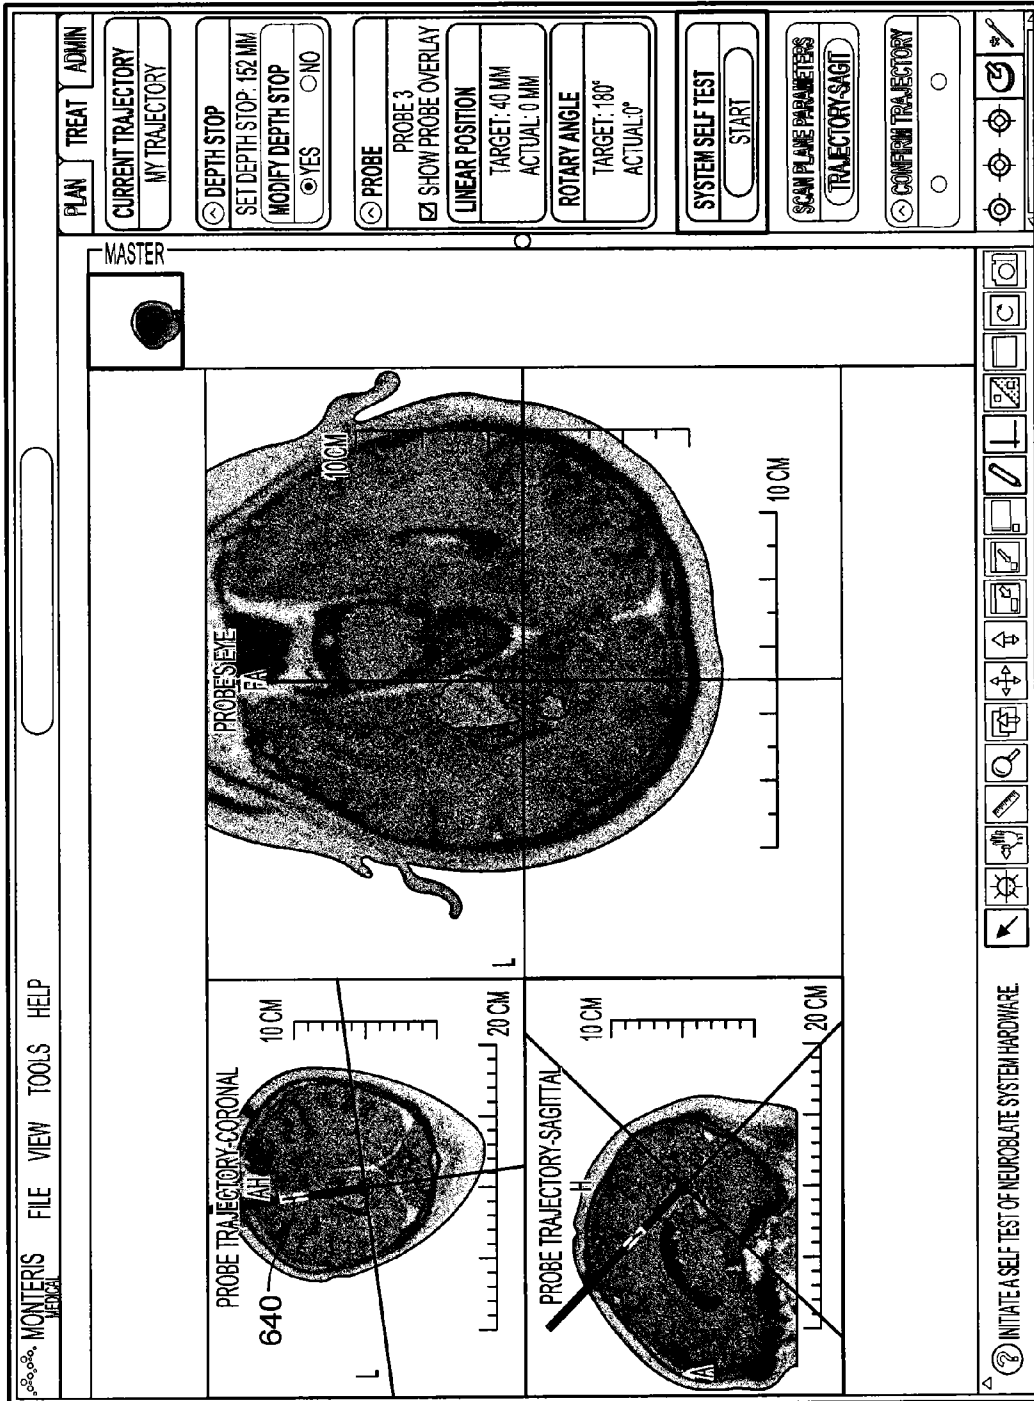 MONTERIS
MEDICAL
FILE VIEW TOOLS HELP
PLAN TREAT ADMIN
CURRENT TRAJECTORY
MY TRAJECTORY
DEPTH STOP
SET DEPTH STOP: 152 MM
MODIFY DEPTH STOP
YES NO
PROBE
PROBE 3
SHOW PROBE OVERLAY
LINEAR POSITION
TARGET: 40 MM
ACTUAL: 0 MM
ROTARY ANGLE
TARGET: 180°
ACTUAL:0°
SYSTEM SELF TEST
START
SCAN PLANE PARAMETERS
TRAJECTORY-SAGIT
CONFIRM TRAJECTORY
MASTER
PROBE TRAJECTORY-CORONAL
AH
640
10 CM
20 CM
L
PROBE TRAJECTORY-SAGITTAL
H
10 CM
20 CM
A
PROBE'S EYE
FA
10 CM
10 CM
L
? INITIATE A SELF TEST OF NEUROBLATE SYSTEM HARDWARE.